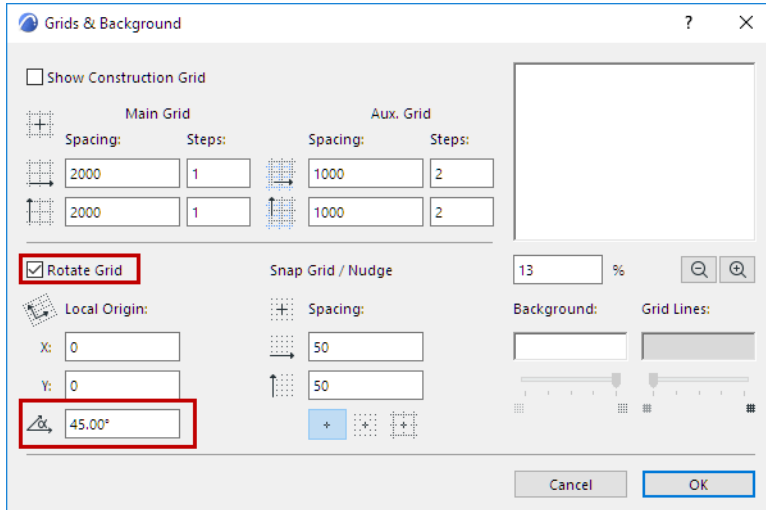 Grids & Background
Show Construction Grid
Main Grid Aux. Grid
Spacing: Steps: Spacing: Steps:
2000 1 1000 2
2000 1 1000 2
Rotate Grid Snap Grid / Nudge 13 %
Local Origin: Spacing: Background: Grid Lines:
X: 0 50
Y: 0 50
α 45.00°
Cancel OK